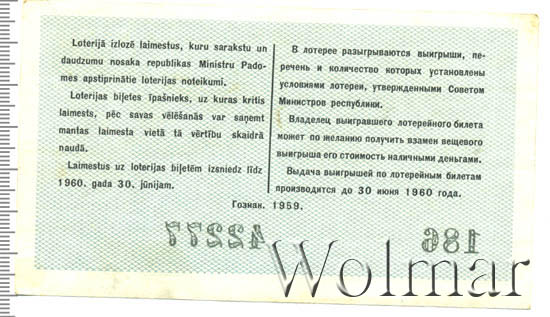 Loterijā izlozē laimestus, kuru sarakstu un
daudzumu nosaka republikas Ministru Pado-
mes apstiprinātie loterijas noteikumi.
Loterijas biļetes īpašnieks, uz kuras kritis
laimests, pēc savas vēlēšanās var saņemt
mantas laimesta vietā tā vērtību skaidrā
naudā.
Laimestus uz loterijas biļetēm izsniedz līdz
1960. gada 30. jūnijam.
В лотерее разыгрываются выигрыши, пе-
речень и количество которых установлены
условиями лотереи, утвержденными Советом
Министров республики.
Владелец выигравшего лотерейного билета
может по желанию получить взамен вещевого
выигрыша его стоимость наличными деньгами.
Выдача выигрышей по лотерейным билетам
производится до 30 июня 1960 года.
Гознак. 1959.
42277
186
Wolmar